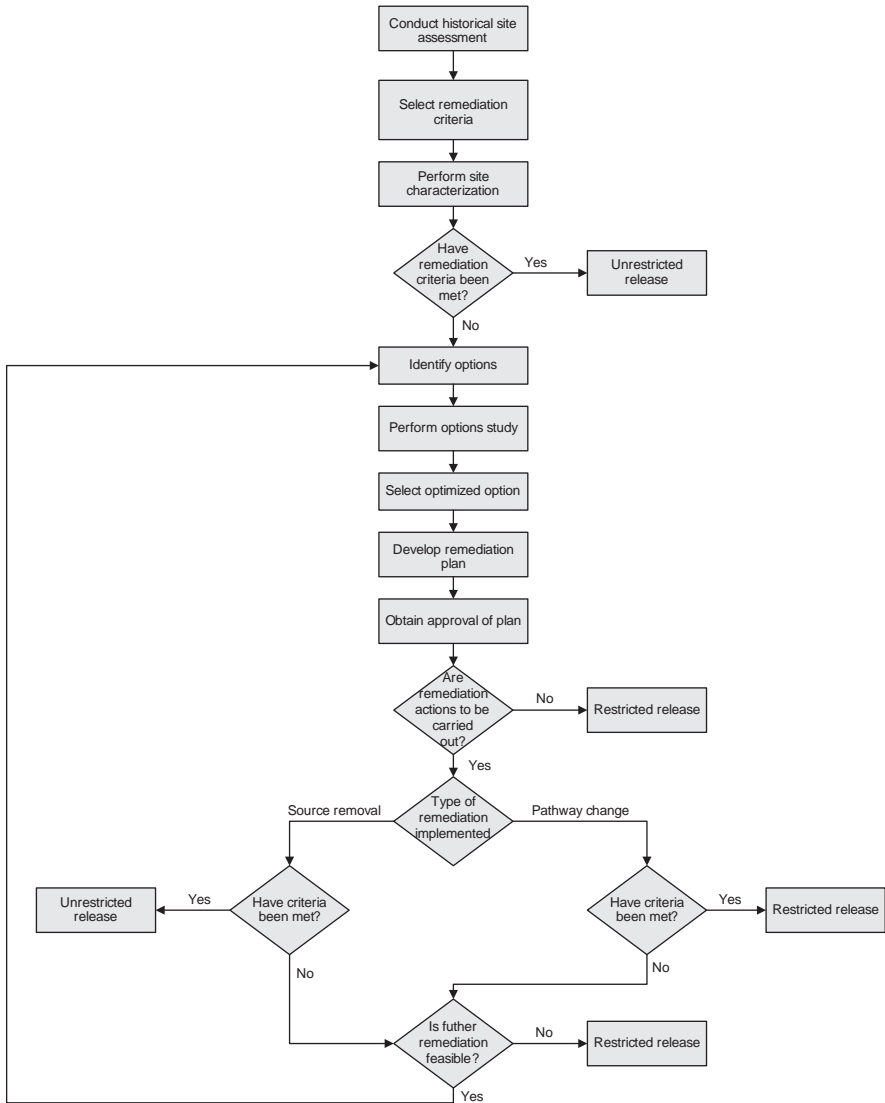 Conduct historical site
assessment
Select remediation
criteria
Perform site
characterization
Have
remediation
criteria been
met?
Yes
Unrestricted
release
No
Identify options
Perform options study
Select optimized option
Develop remediation
plan
Obtain approval of plan
Are
remediation
actions to be
carried
out?
No
Restricted release
Yes
Type of
remediation
implemented
Source removal
Pathway change
Unrestricted
release
Yes
Have criteria
been met?
Have criteria
been met?
Yes
Restricted release
No
No
Is futher
remediation
feasible?
No
Restricted release
Yes